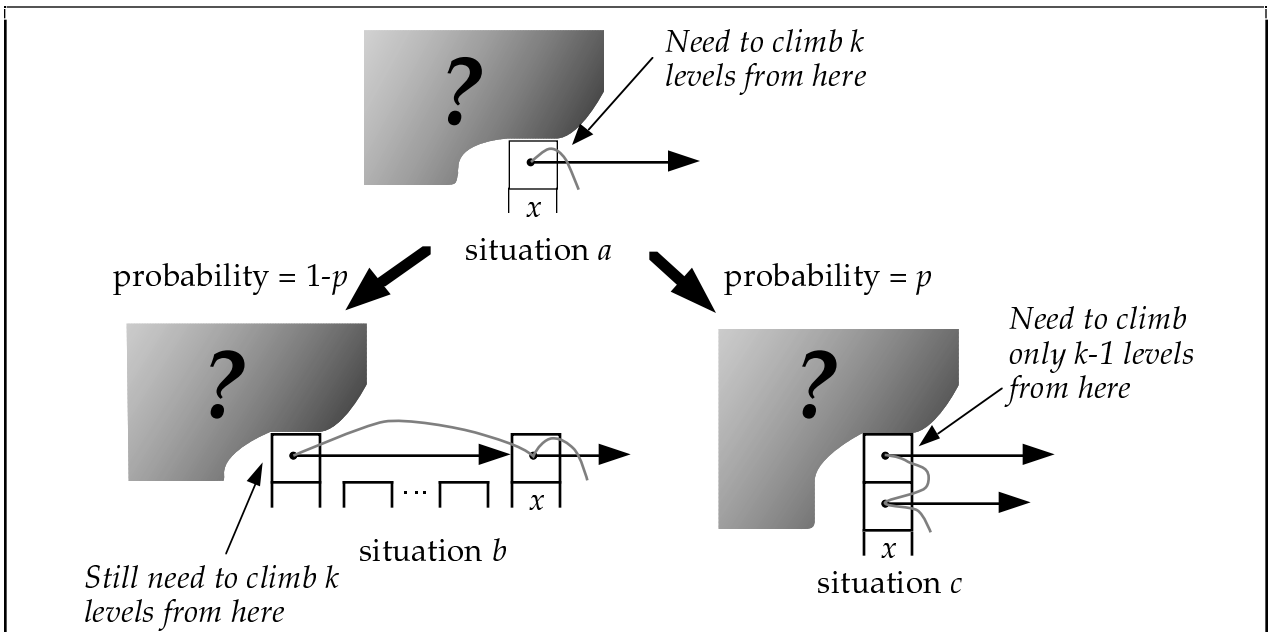 ?
Need to climb k
levels from here
x
situation a
probability = 1-p
probability = p
?
Still need to climb k
levels from here
...
x
situation b
?
Need to climb
only k-1 levels
from here
x
situation c